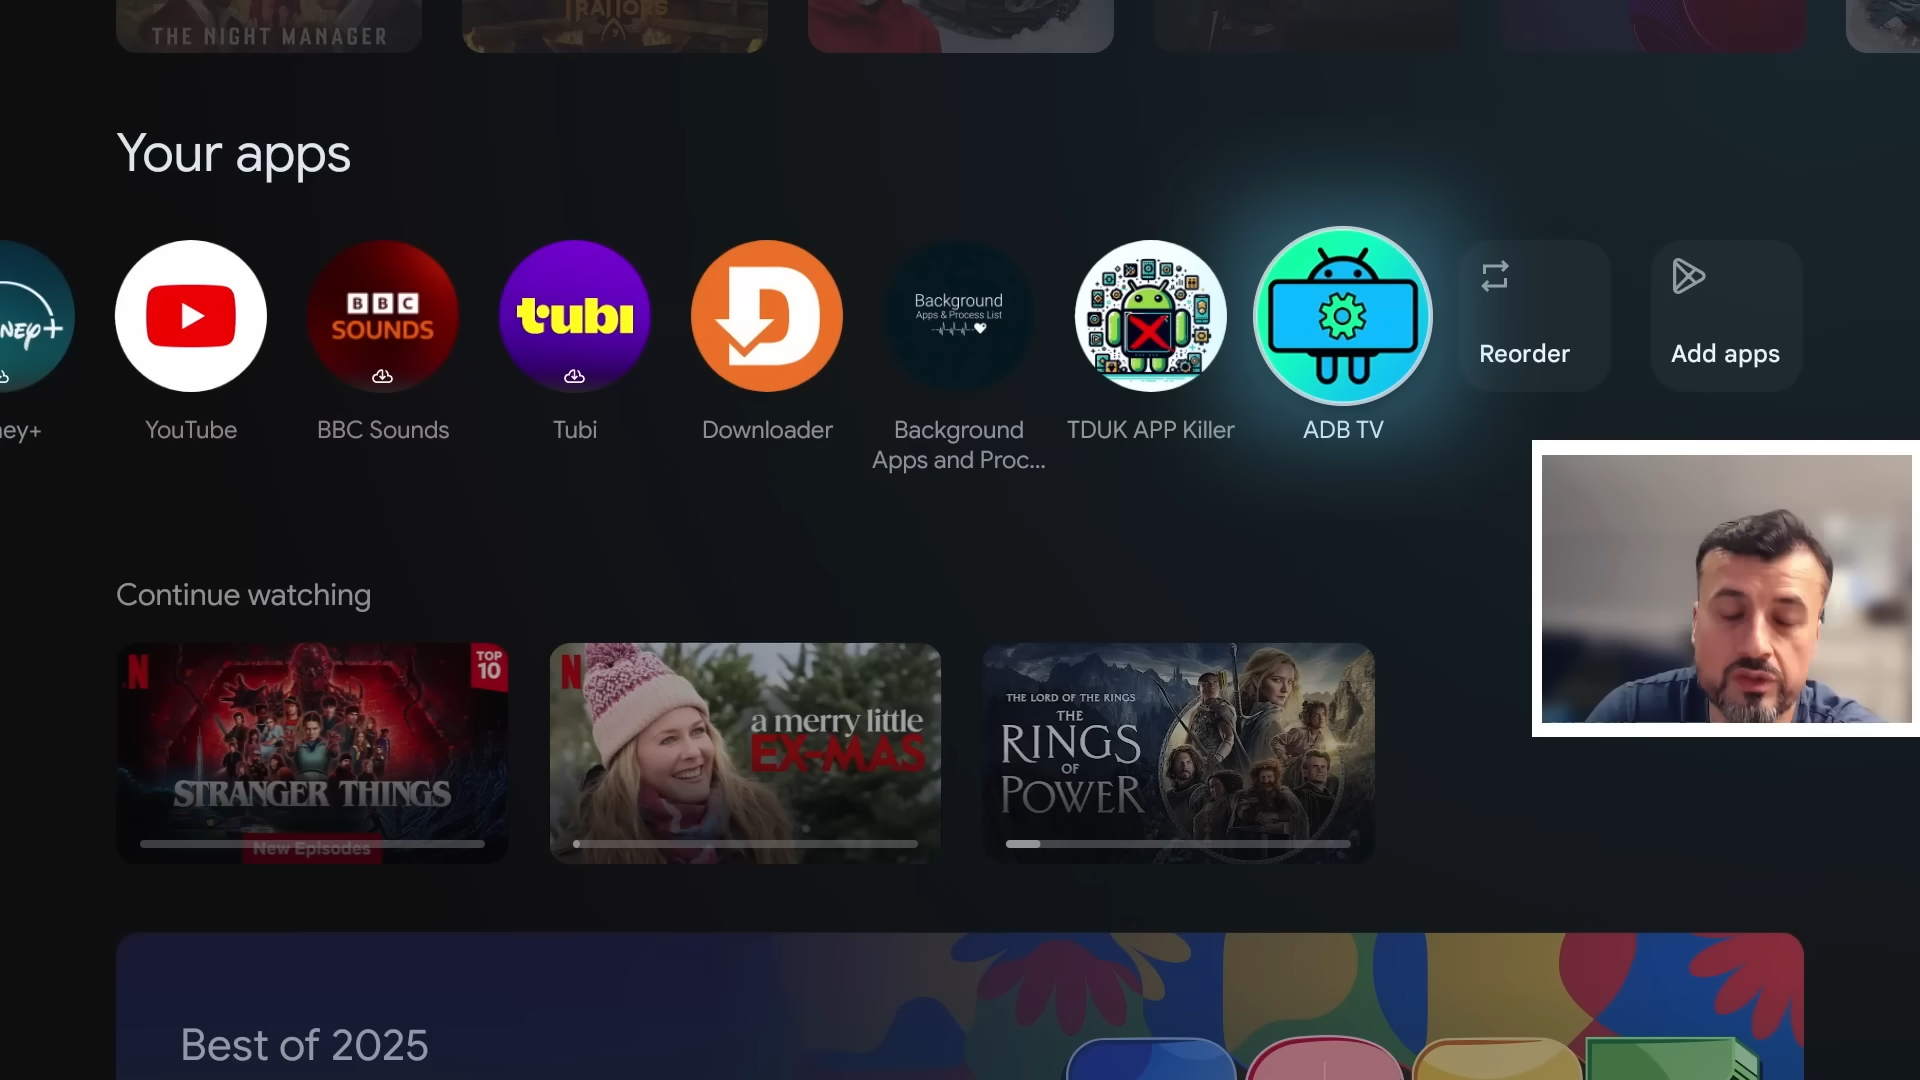 THE NIGHT MANAGER
TRAITORS
Your apps
NEY+
BBC
SOUNDS
tubi
Background
Apps & Process List
Reorder
Add apps
ney+
YouTube
BBC Sounds
Tubi
Downloader
Background
Apps and Proc...
TDUK APP Killer
ADB TV
Continue watching
N
TOP
10
STRANGER THINGS
New Episodes
N
a merry little
EX-MAS
THE LORD OF THE RINGS
THE
RINGS
OF
POWER
Best of 2025